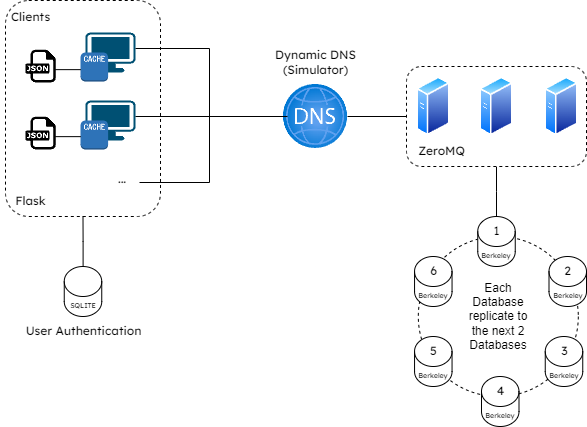 Clients
JSON
CACHE
JSON
CACHE
...
Flask
SQLITE
User Authentication
Dynamic DNS
(Simulator)
DNS
ZeroMQ
1
Berkeley
6
Berkeley
2
Berkeley
Each
Database
replicate to
the next 2
Databases
5
Berkeley
3
Berkeley
4
Berkeley